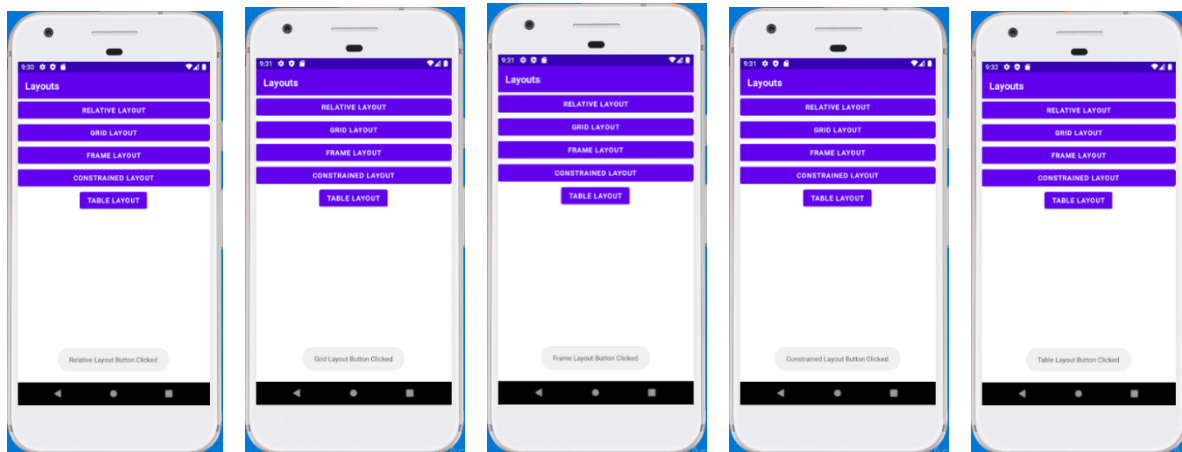 9:30
Layouts
RELATIVE LAYOUT
GRID LAYOUT
FRAME LAYOUT
CONSTRAINED LAYOUT
TABLE LAYOUT
Relative Layout Button Clicked
9:31
Layouts
RELATIVE LAYOUT
GRID LAYOUT
FRAME LAYOUT
CONSTRAINED LAYOUT
TABLE LAYOUT
Grid Layout Button Clicked
9:31
Layouts
RELATIVE LAYOUT
GRID LAYOUT
FRAME LAYOUT
CONSTRAINED LAYOUT
TABLE LAYOUT
Frame Layout Button Clicked
9:31
Layouts
RELATIVE LAYOUT
GRID LAYOUT
FRAME LAYOUT
CONSTRAINED LAYOUT
TABLE LAYOUT
Constrained Layout Button Clicked
9:32
Layouts
RELATIVE LAYOUT
GRID LAYOUT
FRAME LAYOUT
CONSTRAINED LAYOUT
TABLE LAYOUT
Table Layout Button Clicked